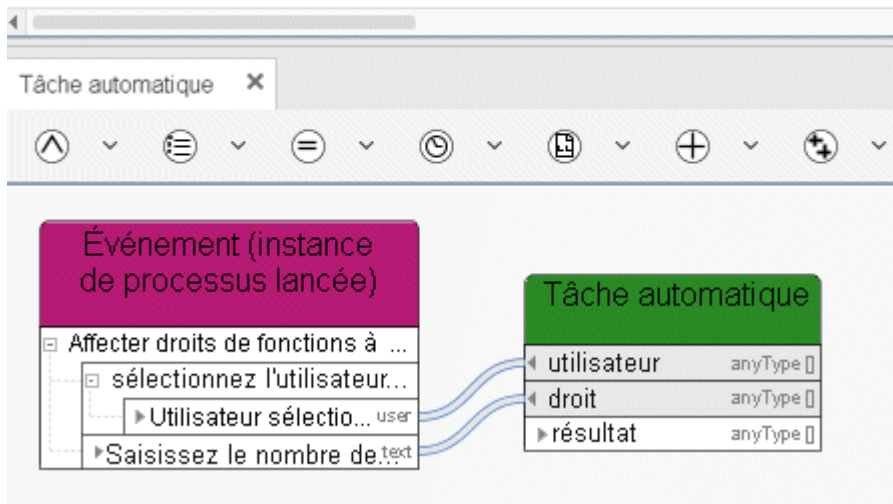 Tâche automatique
Événement (instance
de processus lancée)
Affecter droits de fonctions à ...
sélectionnez l'utilisateur...
Utilisateur sélectio... user
Saisissez le nombre de... text
Tâche automatique
utilisateur anyType []
droit anyType []
résultat anyType []